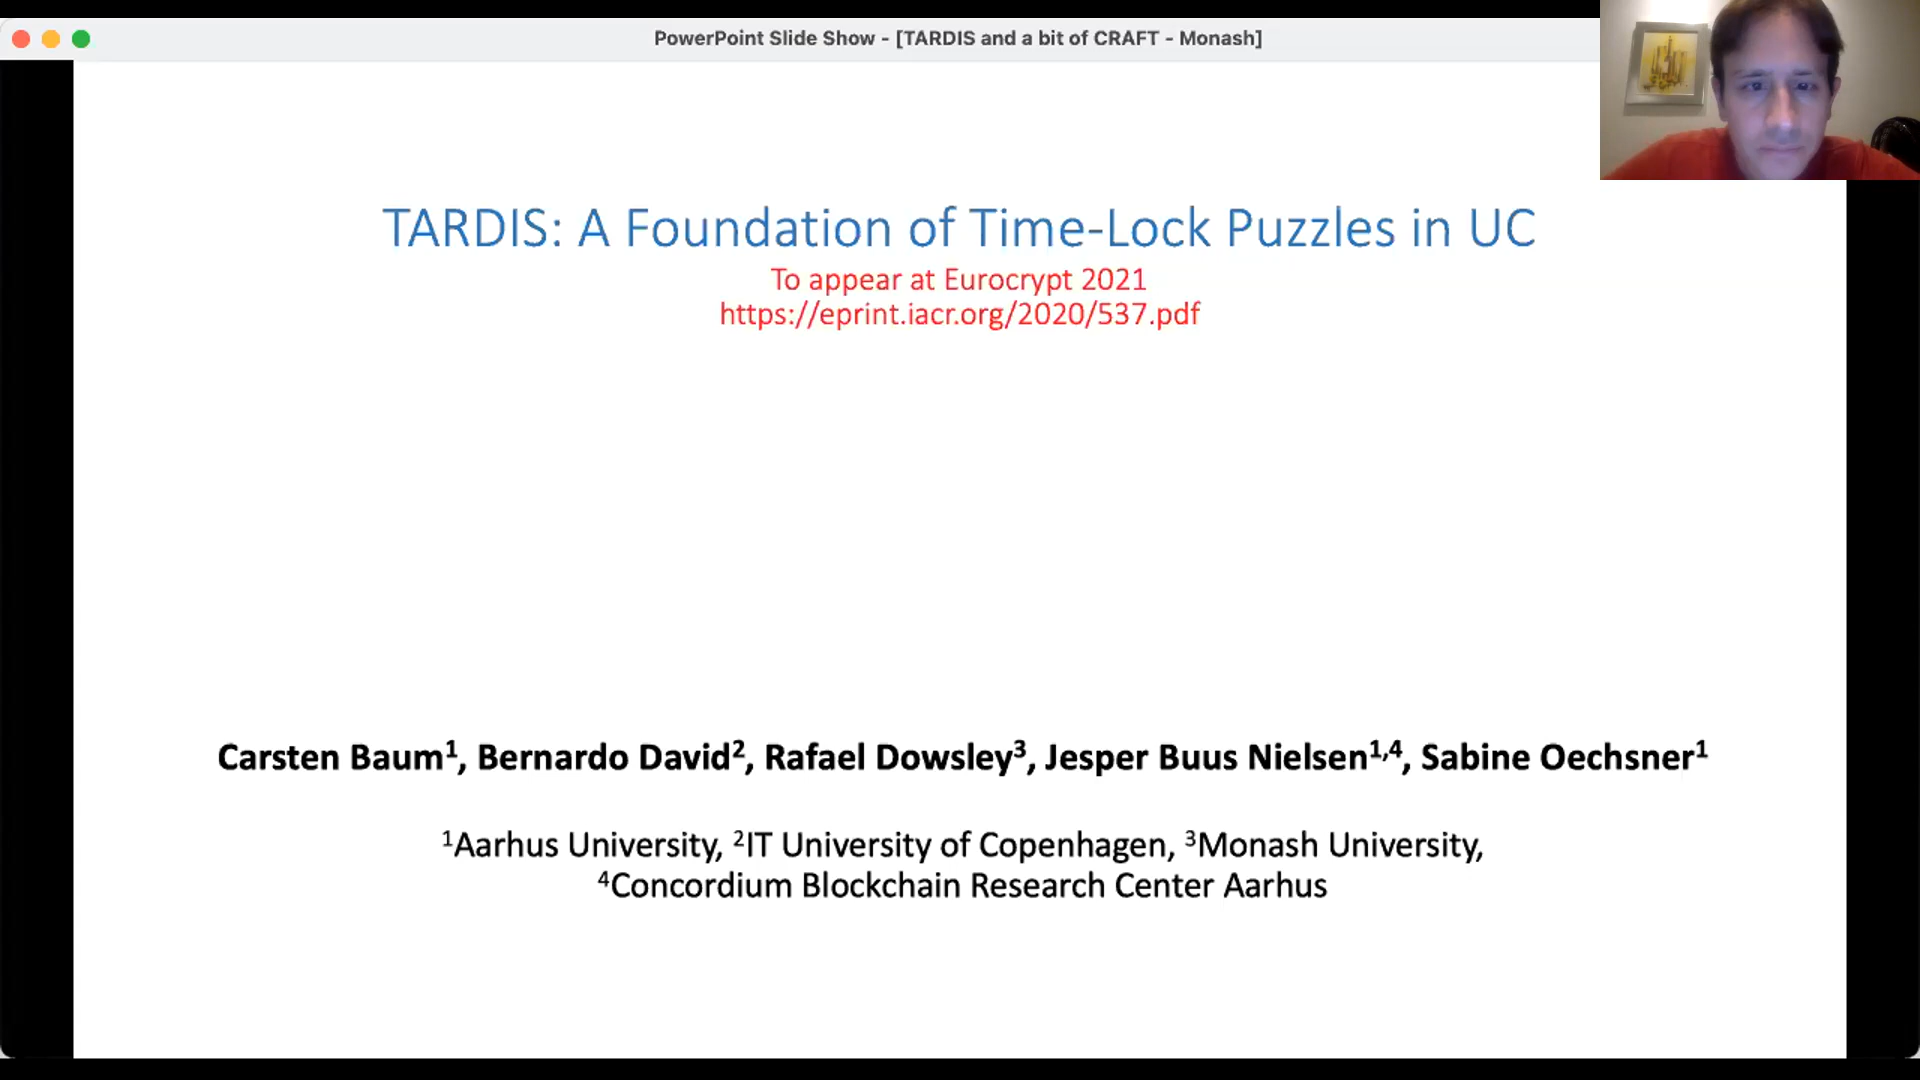 PowerPoint Slide Show - [TARDIS and a bit of CRAFT - Monash]
TARDIS: A Foundation of Time-Lock Puzzles in UC
To appear at Eurocrypt 2021
https://eprint.iacr.org/2020/537.pdf
Carsten Baum¹, Bernardo David², Rafael Dowsley³, Jesper Buus Nielsen¹,⁴, Sabine Oechsner¹
¹Aarhus University, ²IT University of Copenhagen, ³Monash University,
⁴Concordium Blockchain Research Center Aarhus